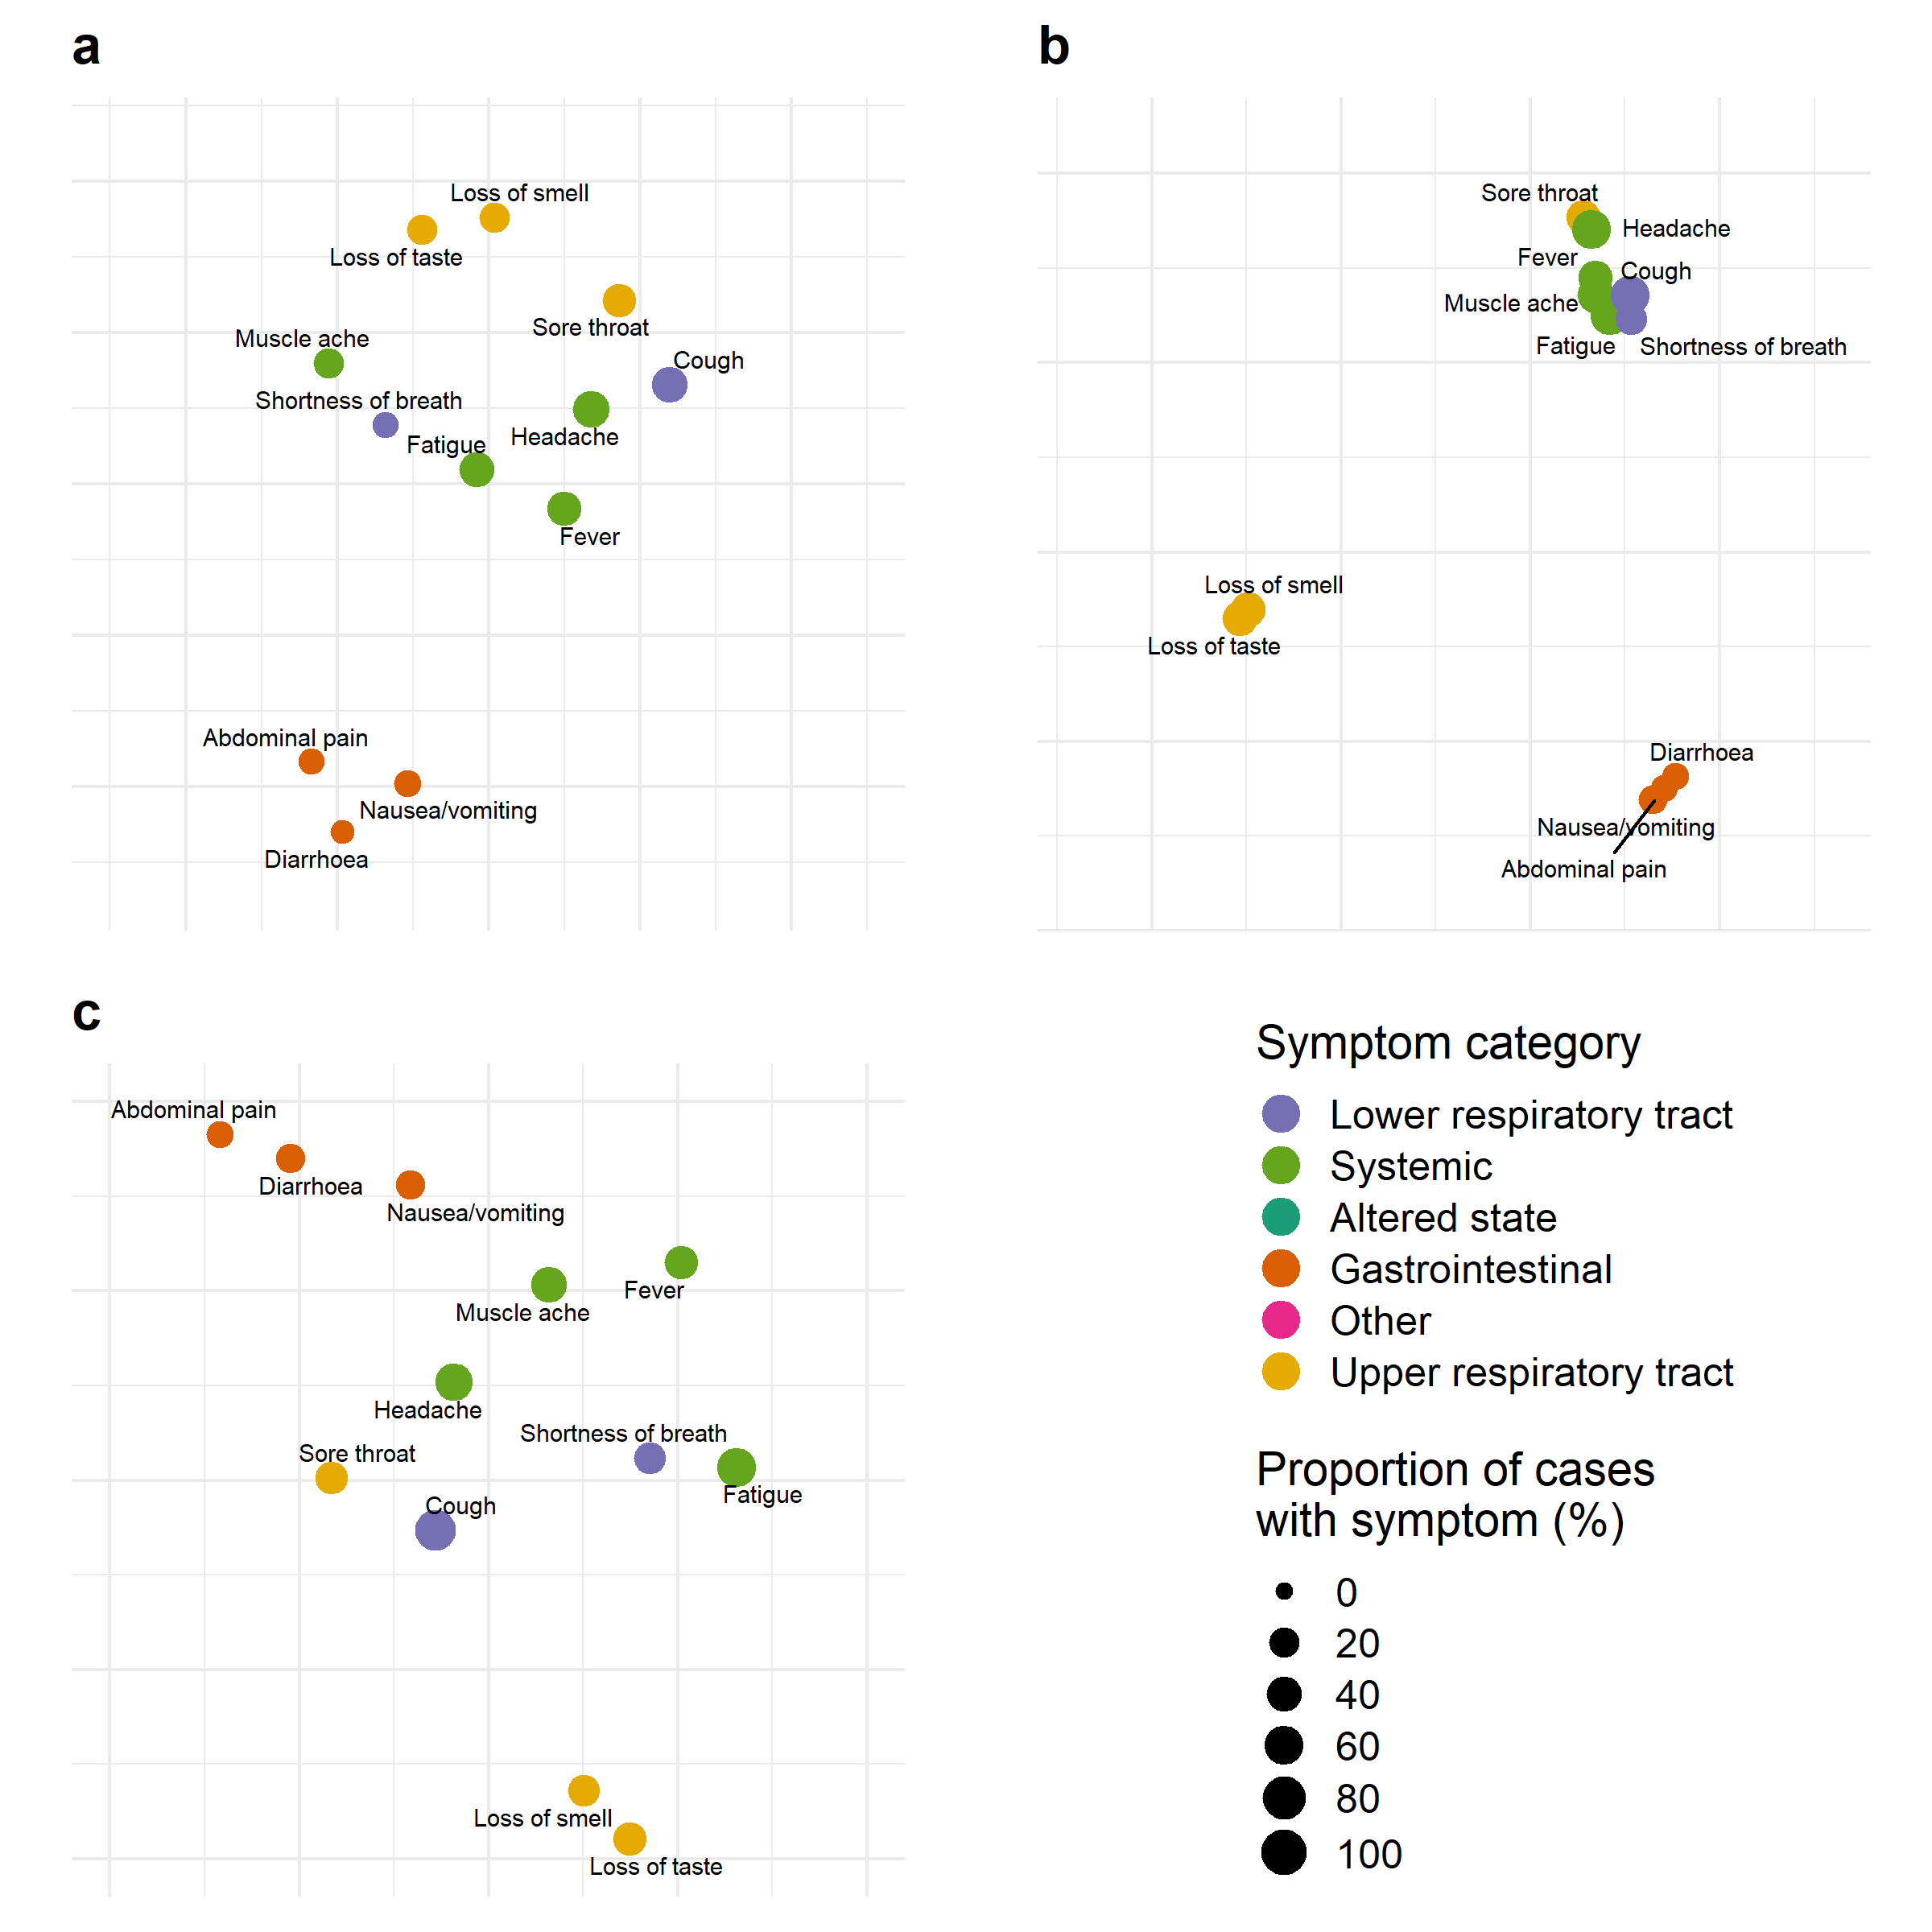 a
Loss of smell
Loss of taste
Sore throat
Muscle ache
Cough
Shortness of breath
Headache
Fatigue
Fever
Abdominal pain
Nausea/vomiting
Diarrhoea
b
Sore throat
Headache
Fever
Cough
Muscle ache
Fatigue
Shortness of breath
Loss of smell
Loss of taste
Diarrhoea
Nausea/vomiting
Abdominal pain
c
Abdominal pain
Diarrhoea
Nausea/vomiting
Fever
Muscle ache
Headache
Shortness of breath
Sore throat
Fatigue
Cough
Loss of smell
Loss of taste
Symptom category
Lower respiratory tract
Systemic
Altered state
Gastrointestinal
Other
Upper respiratory tract
Proportion of cases
with symptom (%)
0
20
40
60
80
100